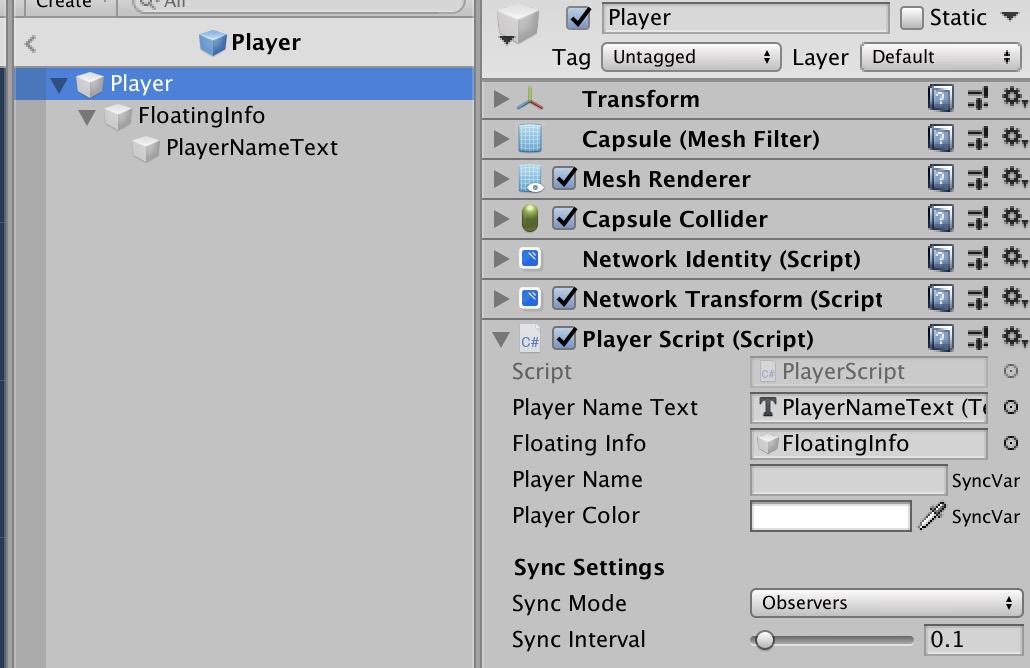 Create
All
Player
Player
FloatingInfo
PlayerNameText
Player
Static
Tag
Untagged
Layer
Default
Transform
Capsule (Mesh Filter)
Mesh Renderer
Capsule Collider
Network Identity (Script)
Network Transform (Script
C# Player Script (Script)
Script
C# PlayerScript
Player Name Text
PlayerNameText (Te
Floating Info
FloatingInfo
Player Name
SyncVar
Player Color
SyncVar
Sync Settings
Sync Mode
Observers
Sync Interval
0.1